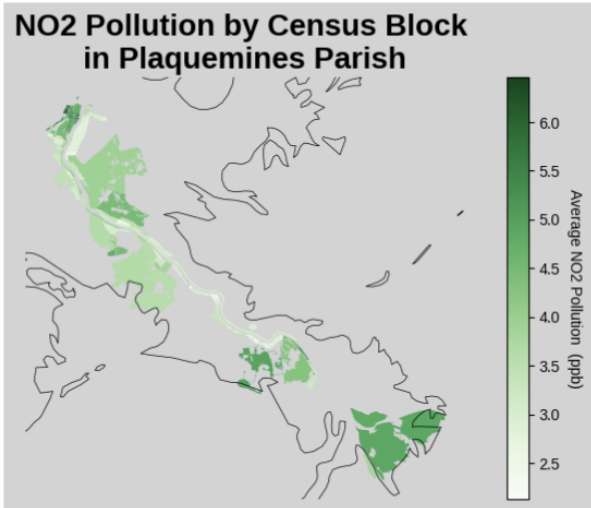 NO2 Pollution by Census Block
in Plaquemines Parish
6.0
5.5
5.0
4.5
4.0
3.5
3.0
2.5
Average NO2 Pollution (ppb)